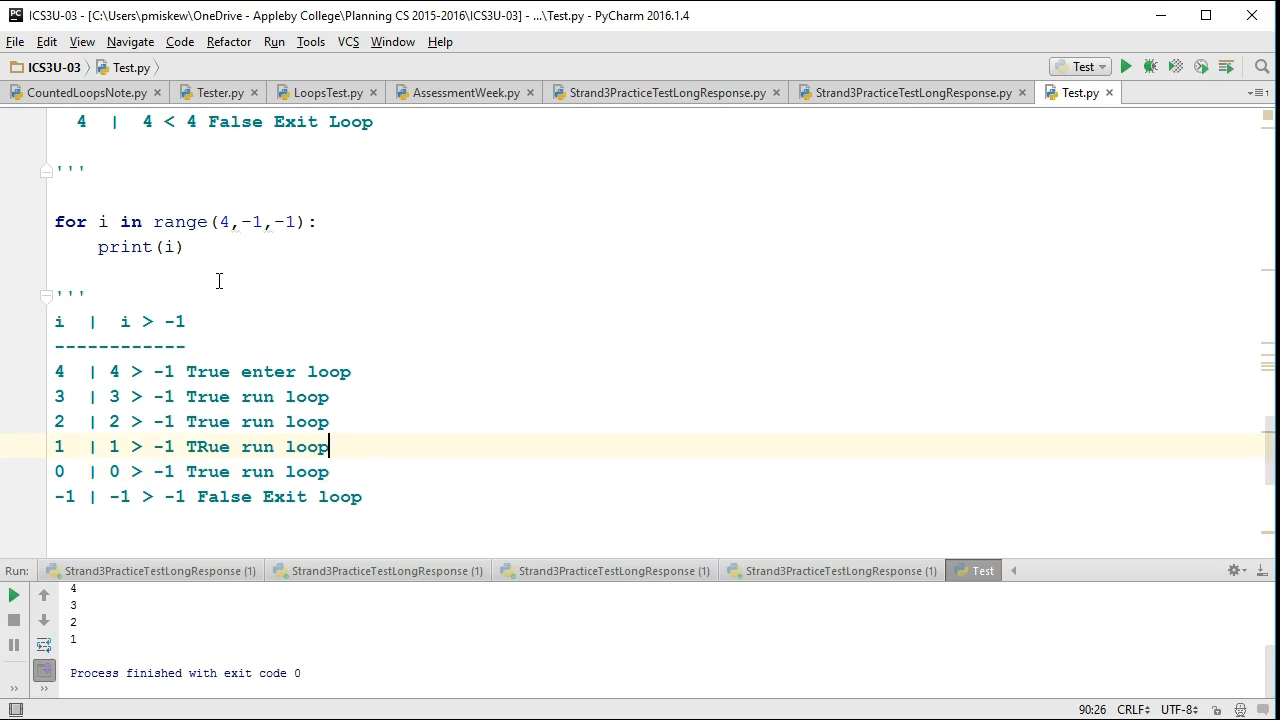 ICS3U-03 - [C:\Users\pmiskew\OneDrive - Appleby College\Planning CS 2015-2016\ICS3U-03] - ...\Test.py - PyCharm 2016.1.4
File Edit View Navigate Code Refactor Run Tools VCS Window Help
ICS3U-03 Test.py Test
CountedLoopsNote.py Tester.py LoopsTest.py AssessmentWeek.py Strand3PracticeTestLongResponse.py Strand3PracticeTestLongResponse.py Test.py
4 | 4 < 4 False Exit Loop
'''
for i in range(4,-1,-1):
print(i)
'''
i | i > -1
------------
4 | 4 > -1 True enter loop
3 | 3 > -1 True run loop
2 | 2 > -1 True run loop
1 | 1 > -1 TRue run loop
0 | 0 > -1 True run loop
-1 | -1 > -1 False Exit loop
Run: Strand3PracticeTestLongResponse (1) Strand3PracticeTestLongResponse (1) Strand3PracticeTestLongResponse (1) Strand3PracticeTestLongResponse (1) Test
4
3
2
1
Process finished with exit code 0
90:26 CRLF UTF-8